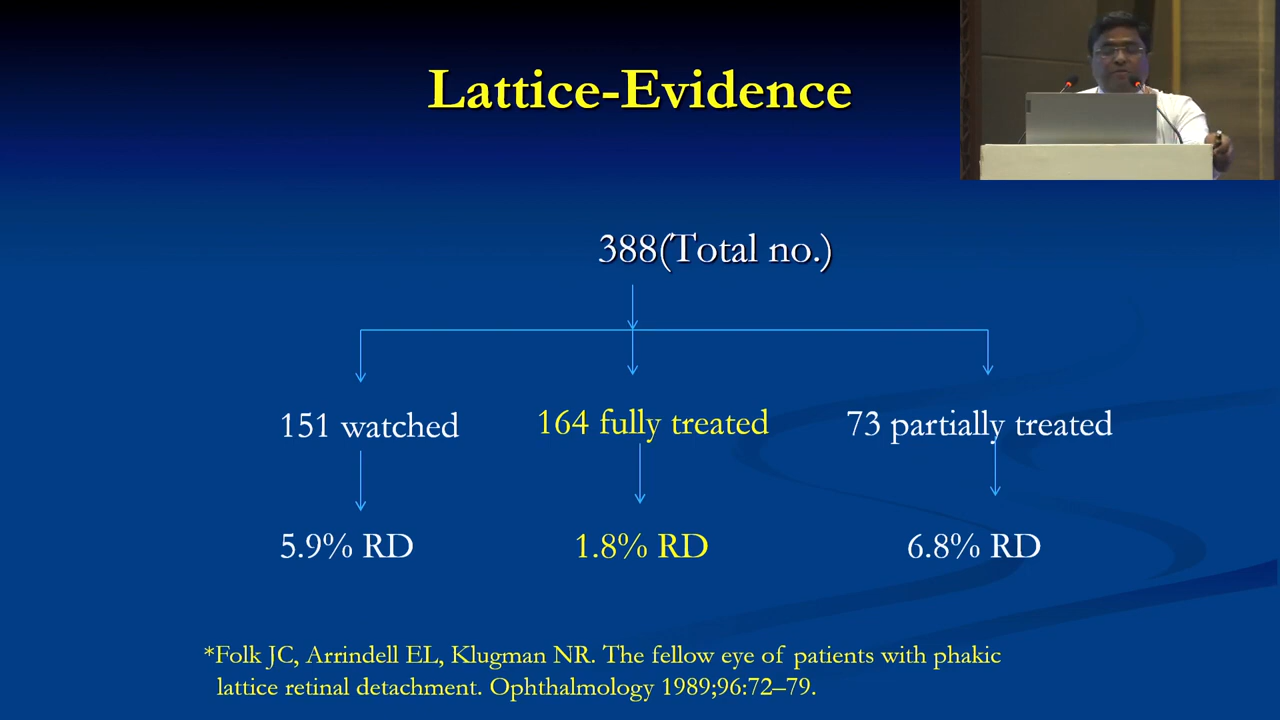 Lattice-Evidence
388(Total no.)
151 watched
164 fully treated
73 partially treated
5.9% RD
1.8% RD
6.8% RD
*Folk JC, Arrindell EL, Klugman NR. The fellow eye of patients with phakic
lattice retinal detachment. Ophthalmology 1989;96:72–79.